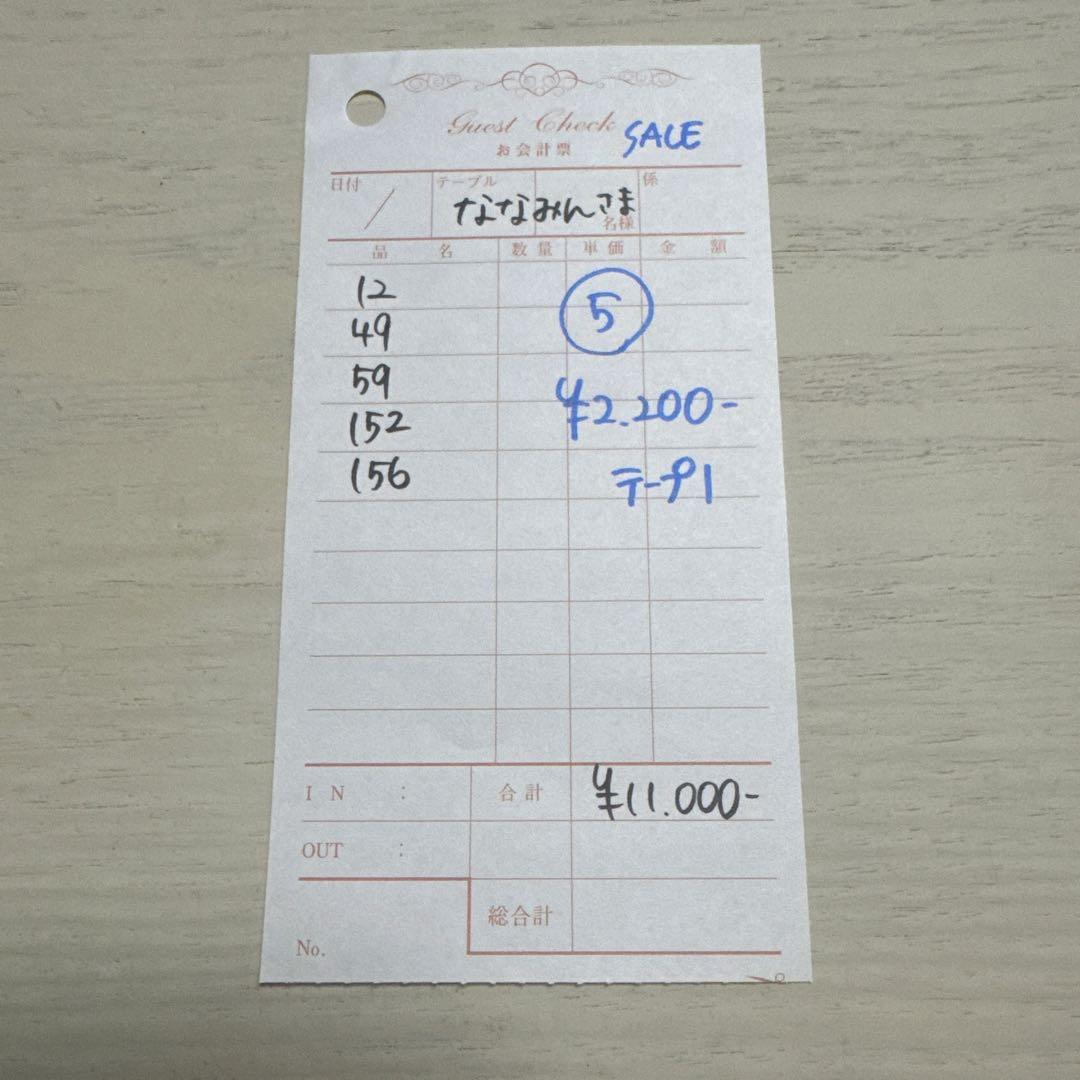 Guest Check SALE
お会計票
日付 / テーブル ななみんさま 名様 係
品名 数量 単価 金額
12
49
⑤
59
¥2.200-
152
156
テープ1
IN : 合計 ¥11.000-
OUT :
総合計
No.